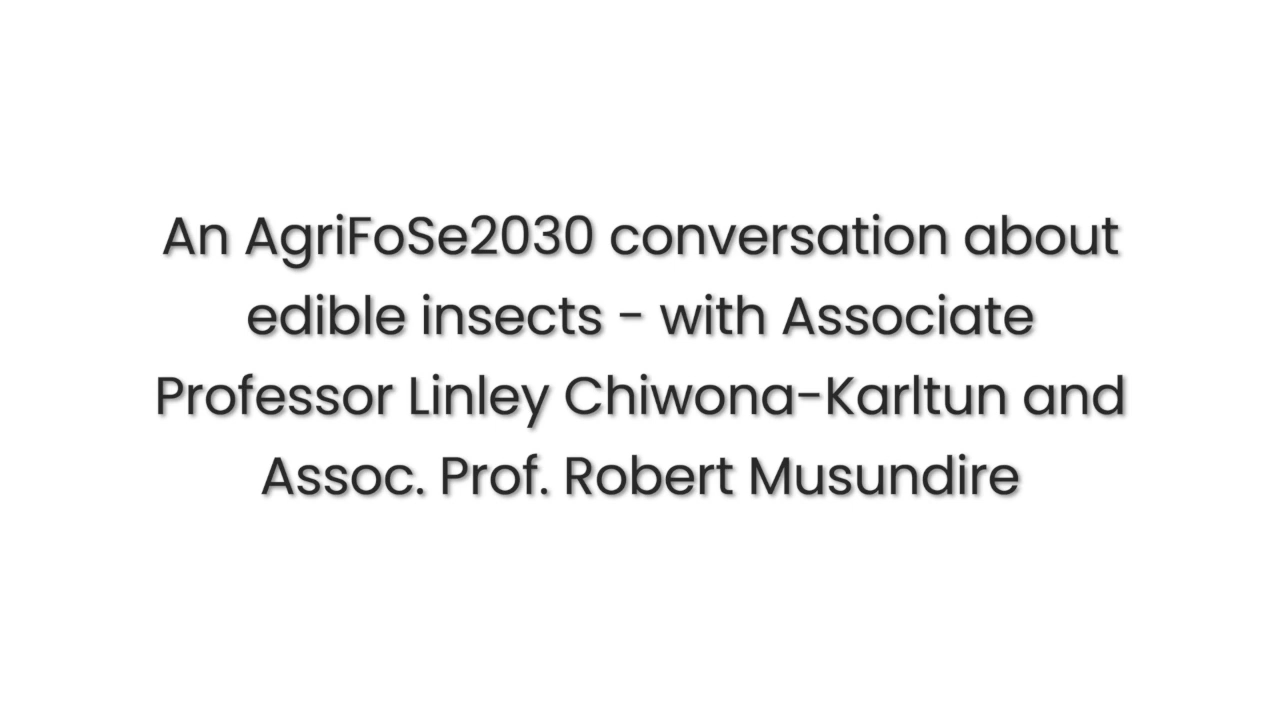 An AgriFoSe2030 conversation about
edible insects - with Associate
Professor Linley Chiwona-Karltun and
Assoc. Prof. Robert Musundire